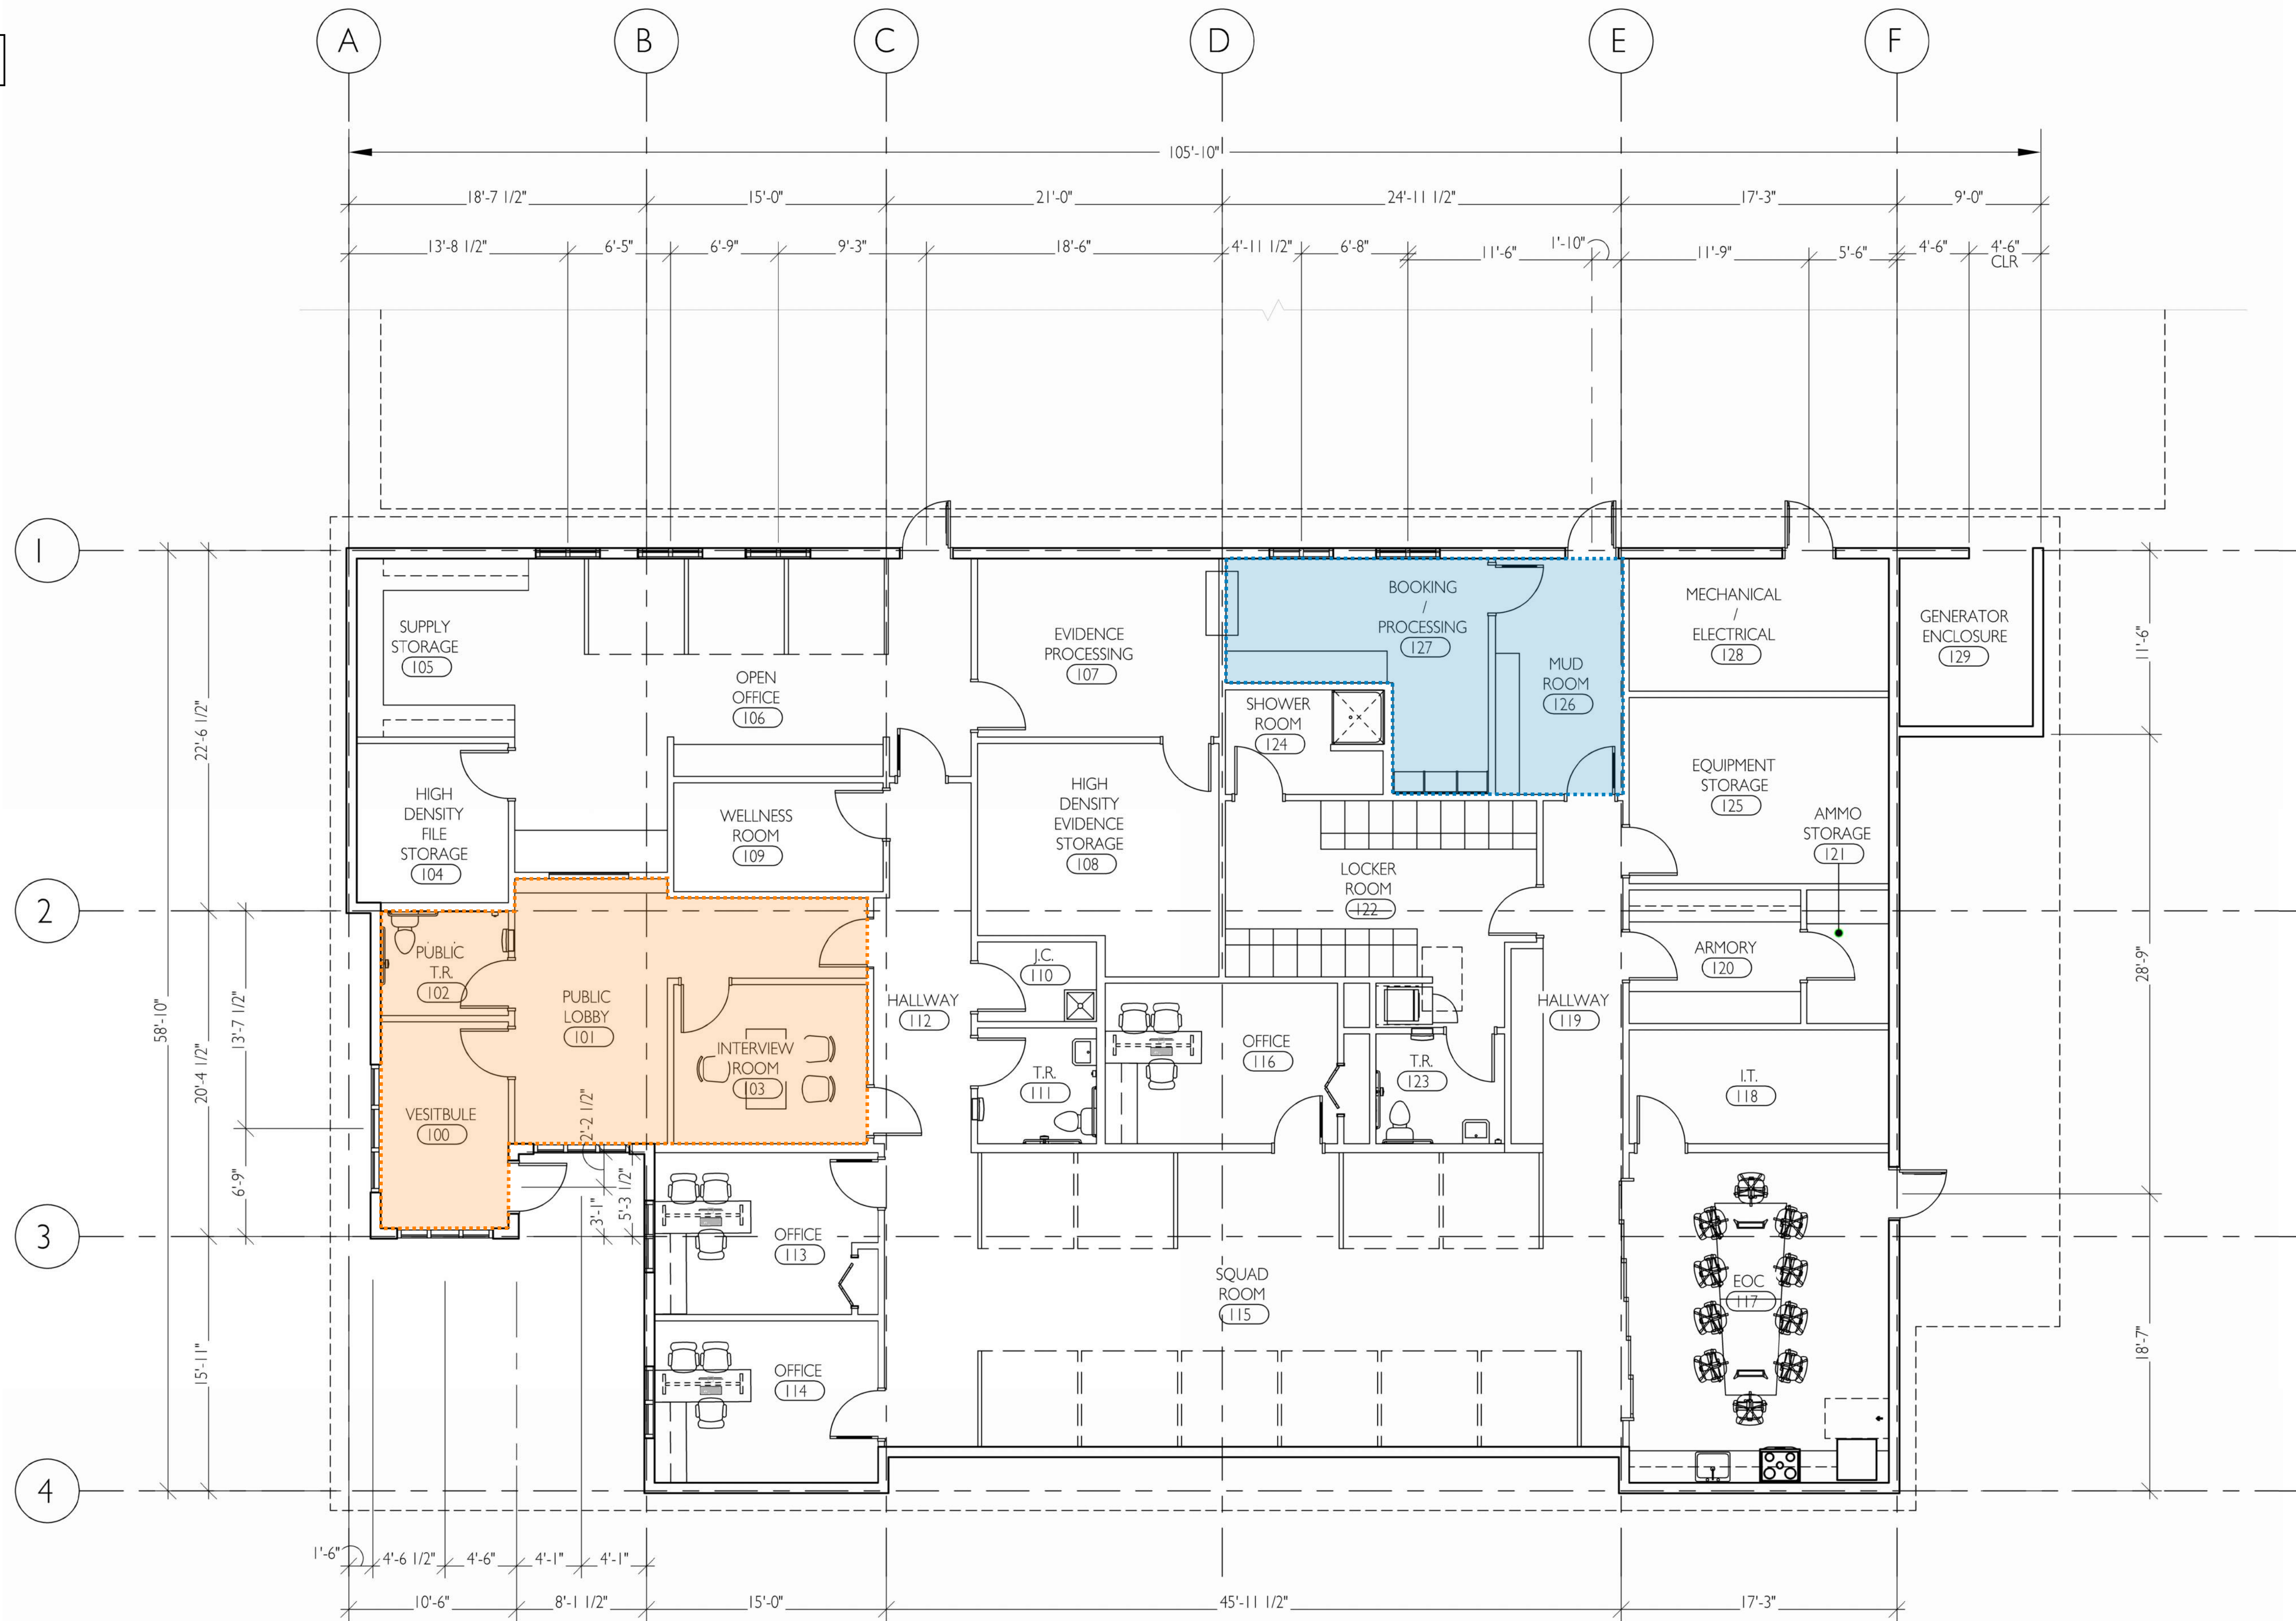 A B C D E F
105'-10"
18'-7 1/2" 15'-0" 21'-0" 24'-11 1/2" 17'-3" 9'-0"
13'-8 1/2" 6'-5" 6'-9" 9'-3" 18'-6" 4'-11 1/2" 6'-8" 11'-6" 1'-10" 11'-9" 5'-6" 4'-6" 4'-6"
CLR
1
2
3
4
58'-10"
22'-6 1/2"
20'-4 1/2"
15'-11"
13'-7 1/2"
6'-9"
SUPPLY
STORAGE
105
OPEN
OFFICE
106
EVIDENCE
PROCESSING
107
BOOKING
/
PROCESSING
127
MUD
ROOM
126
MECHANICAL
/
ELECTRICAL
128
GENERATOR
ENCLOSURE
129
11'-6"
SHOWER
ROOM
124
HIGH
DENSITY
FILE
STORAGE
104
WELLNESS
ROOM
109
HIGH
DENSITY
EVIDENCE
STORAGE
108
EQUIPMENT
STORAGE
125
AMMO
STORAGE
121
LOCKER
ROOM
122
PUBLIC
T.R.
102
PUBLIC
LOBBY
101
INTERVIEW
ROOM
103
VESITBULE
100
HALLWAY
112
J.C.
110
T.R.
111
OFFICE
116
T.R.
123
HALLWAY
119
ARMORY
120
I.T.
118
28'-9"
2'-2 1/2"
3'-1"
5'-3 1/2"
OFFICE
113
OFFICE
114
SQUAD
ROOM
115
EOC
117
18'-7"
1'-6" 4'-6 1/2" 4'-6" 4'-1" 4'-1"
10'-6" 8'-1 1/2" 15'-0" 45'-11 1/2" 17'-3"